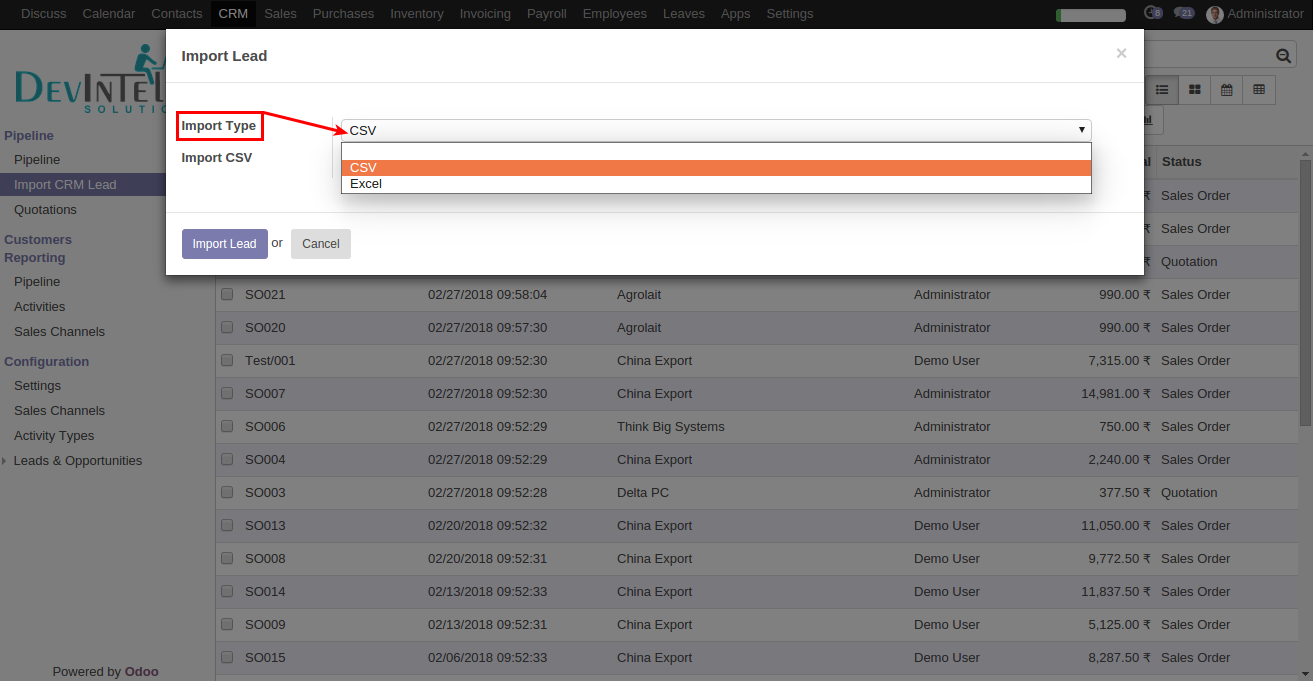 Discuss Calendar Contacts CRM Sales Purchases Inventory Invoicing Payroll Employees Leaves Apps Settings 8 21 Administrator
Import Lead ×
DEVINTEL
SOLUTIO
Import Type CSV
Import CSV
CSV
Excel
Import Lead or Cancel
Pipeline
Pipeline
Import CRM Lead
Quotations
Customers
Reporting
Pipeline
Activities
Sales Channels
Configuration
Settings
Sales Channels
Activity Types
Leads & Opportunities
Powered by Odoo
al Status
₹ Sales Order
₹ Sales Order
₹ Quotation
SO021 02/27/2018 09:58:04 Agrolait Administrator 990.00 ₹ Sales Order
SO020 02/27/2018 09:57:30 Agrolait Administrator 990.00 ₹ Sales Order
Test/001 02/27/2018 09:52:30 China Export Demo User 7,315.00 ₹ Sales Order
SO007 02/27/2018 09:52:30 China Export Administrator 14,981.00 ₹ Sales Order
SO006 02/27/2018 09:52:29 Think Big Systems Administrator 750.00 ₹ Sales Order
SO004 02/27/2018 09:52:29 China Export Administrator 2,240.00 ₹ Sales Order
SO003 02/27/2018 09:52:28 Delta PC Administrator 377.50 ₹ Quotation
SO013 02/20/2018 09:52:32 China Export Demo User 11,050.00 ₹ Sales Order
SO008 02/20/2018 09:52:31 China Export Demo User 9,772.50 ₹ Sales Order
SO014 02/13/2018 09:52:33 China Export Demo User 11,837.50 ₹ Sales Order
SO009 02/13/2018 09:52:31 China Export Demo User 5,125.00 ₹ Sales Order
SO015 02/06/2018 09:52:33 China Export Demo User 8,287.50 ₹ Sales Order